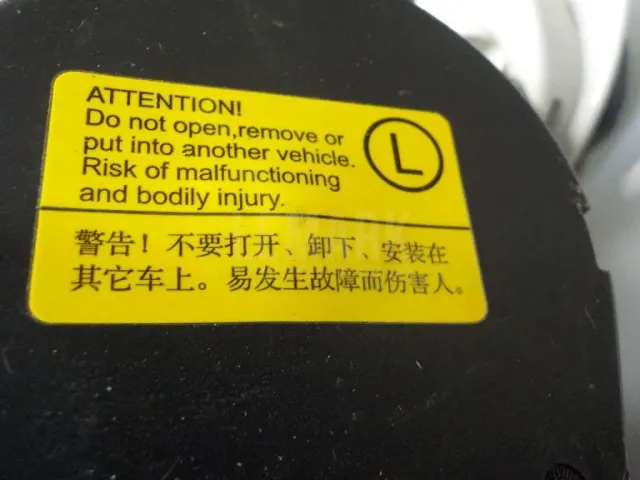 ATTENTION!
Do not open,remove or
put into another vehicle.
Risk of malfunctioning
and bodily injury.
L
警告！不要打开、卸下、安装在
其它车上。易发生故障而伤害人。